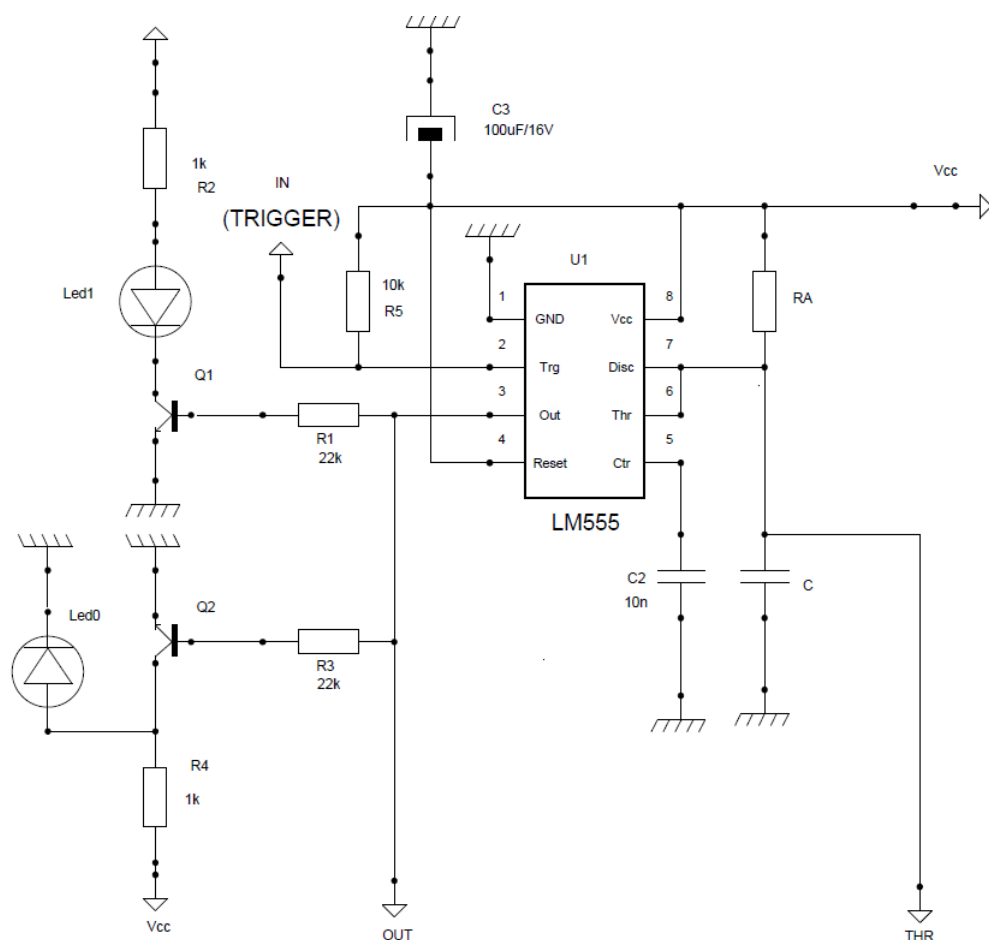 C3
100uF/16V
1k
R2
IN
(TRIGGER)
Vcc
Led1
10k
R5
U1
RA
1
GND
Vcc
8
2
Trg
Disc
7
3
Out
Thr
6
4
Reset
Ctr
5
LM555
Q1
R1
22k
C2
10n
C
Led0
Q2
R3
22k
R4
1k
Vcc
OUT
THR